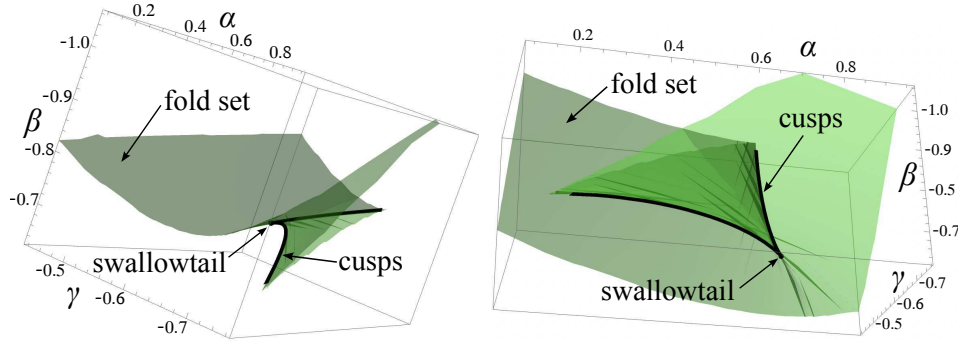 0.2
0.4
α
0.6
0.8
-1.0
fold set
-0.9
β
-0.8
-0.7
swallowtail
cusps
-0.5
γ
-0.6
-0.7
0.2
0.4
0.6
α
0.8
fold set
cusps
-1.0
-0.9
β
-0.5
-0.7
swallowtail
γ
-0.7
-0.6
-0.5